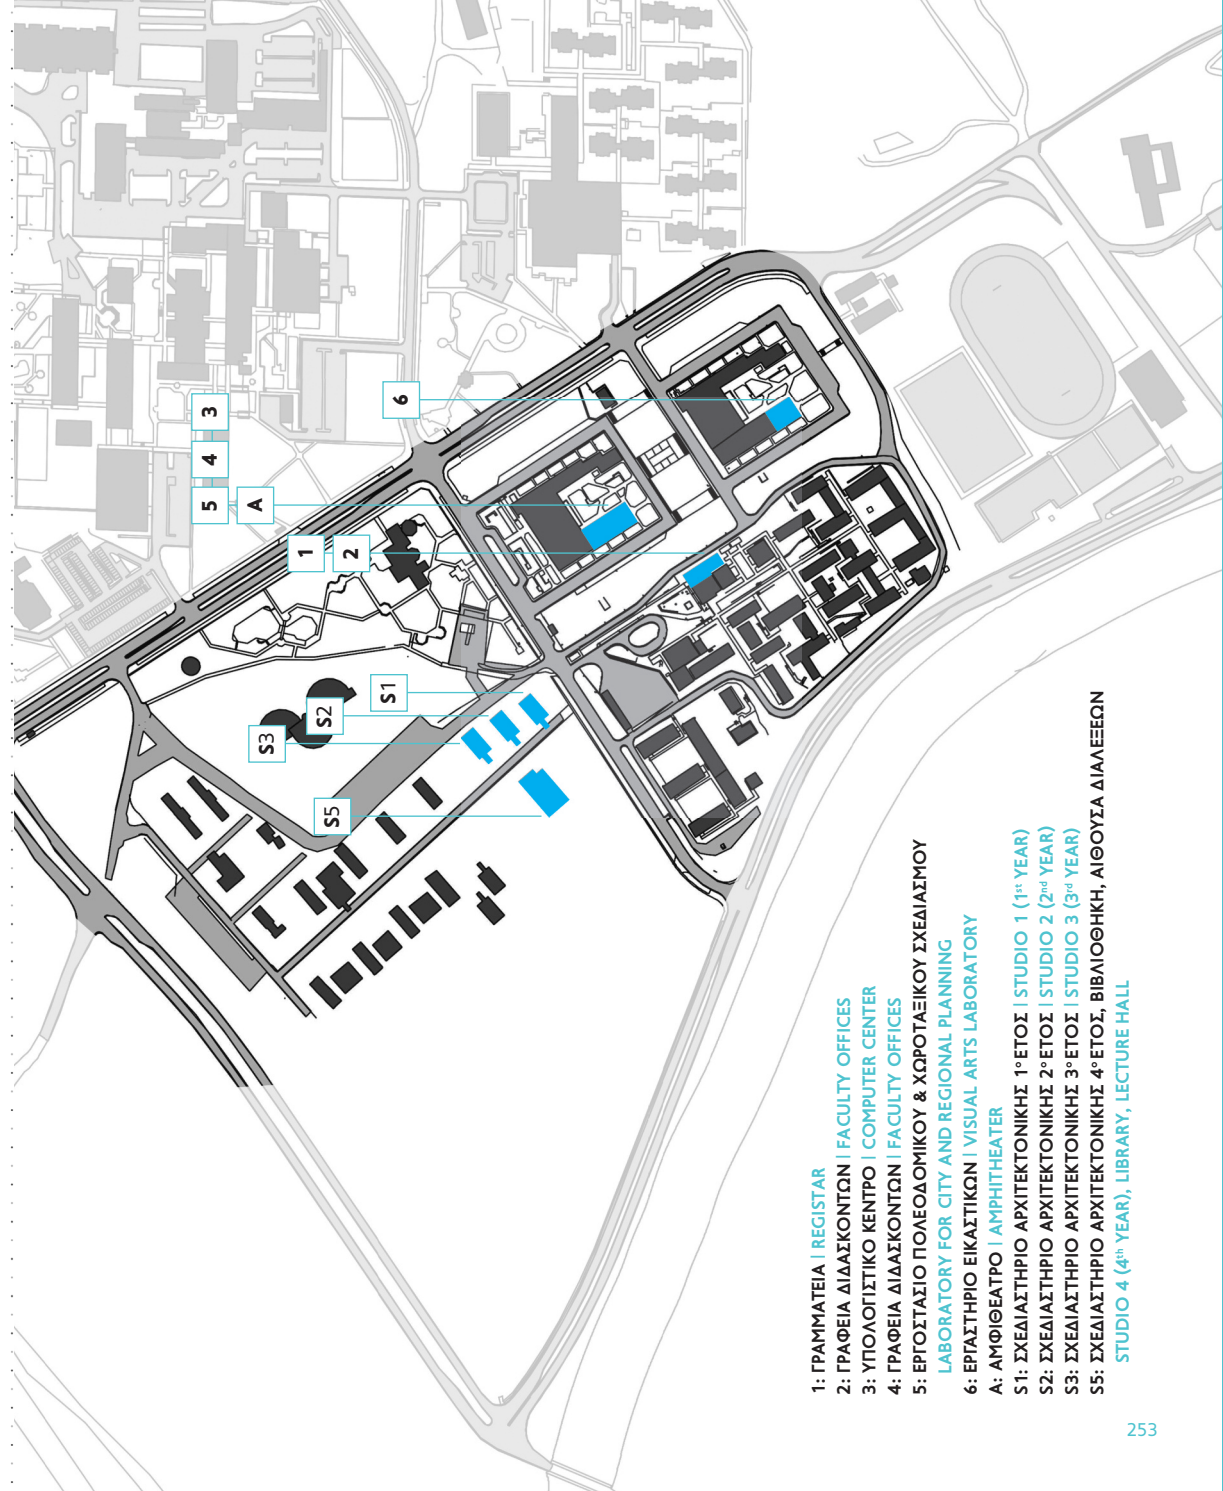 3
4
5
A
6
1
2
S1
S2
S3
S5
1: ΓΡΑΜΜΑΤΕΙΑ | REGISTAR
2: ΓΡΑΦΕΙΑ ΔΙΔΑΣΚΟΝΤΩΝ | FACULTY OFFICES
3: ΥΠΟΛΟΓΙΣΤΙΚΟ ΚΕΝΤΡΟ | COMPUTER CENTER
4: ΓΡΑΦΕΙΑ ΔΙΔΑΣΚΟΝΤΩΝ | FACULTY OFFICES
5: ΕΡΓΟΣΤΑΣΙΟ ΠΟΛΕΟΔΟΜΙΚΟΥ & ΧΩΡΟΤΑΞΙΚΟΥ ΣΧΕΔΙΑΣΜΟΥ
LABORATORY FOR CITY AND REGIONAL PLANNING
6: ΕΡΓΑΣΤΗΡΙΟ ΕΙΚΑΣΤΙΚΩΝ | VISUAL ARTS LABORATORY
A: ΑΜΦΙΘΕΑΤΡΟ | AMPHITHEATER
S1: ΣΧΕΔΙΑΣΤΗΡΙΟ ΑΡΧΙΤΕΚΤΟΝΙΚΗΣ 1° ΕΤΟΣ | STUDIO 1 (1st YEAR)
S2: ΣΧΕΔΙΑΣΤΗΡΙΟ ΑΡΧΙΤΕΚΤΟΝΙΚΗΣ 2° ΕΤΟΣ | STUDIO 2 (2nd YEAR)
S3: ΣΧΕΔΙΑΣΤΗΡΙΟ ΑΡΧΙΤΕΚΤΟΝΙΚΗΣ 3° ΕΤΟΣ | STUDIO 3 (3rd YEAR)
S5: ΣΧΕΔΙΑΣΤΗΡΙΟ ΑΡΧΙΤΕΚΤΟΝΙΚΗΣ 4° ΕΤΟΣ, ΒΙΒΛΙΟΘΗΚΗ, ΑΙΘΟΥΣΑ ΔΙΑΛΕΞΕΩΝ
STUDIO 4 (4th YEAR), LIBRARY, LECTURE HALL
253